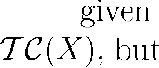 given
𝒯𝒞(X), but